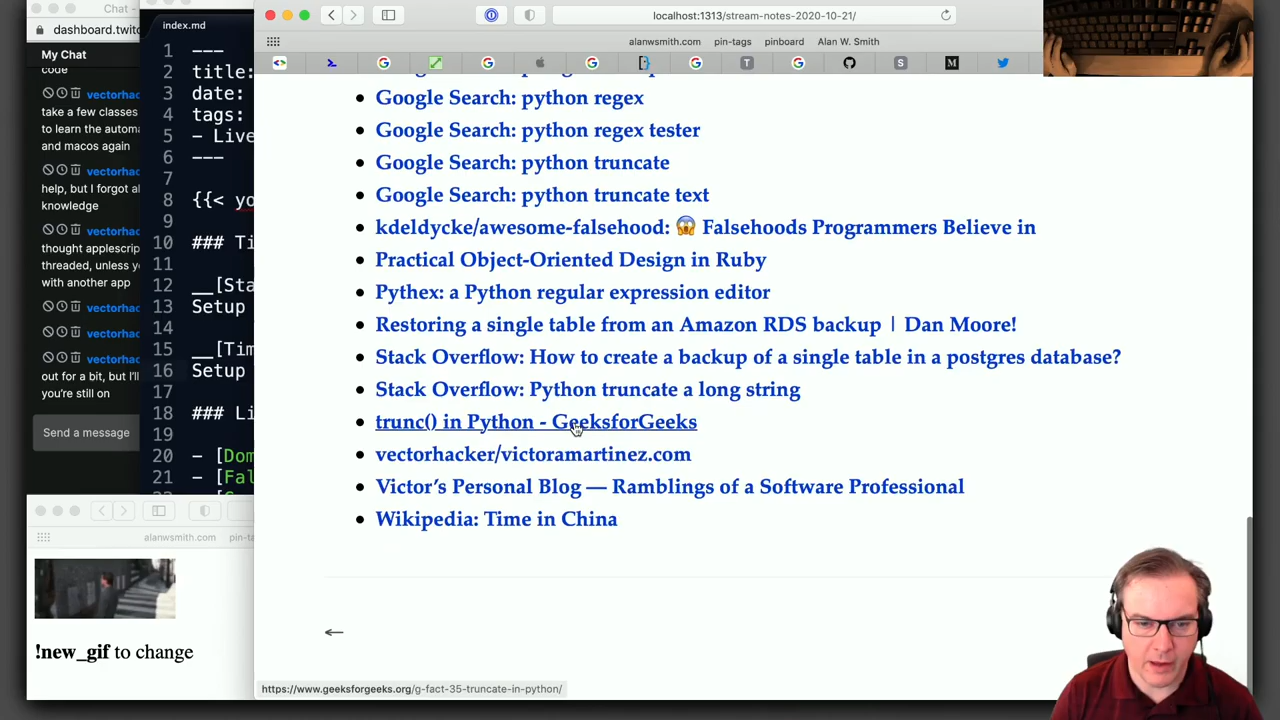 Chat -
dashboard.twitc
My Chat
code
vectorhac
take a few classes
to learn the automa
and macos again
vectorhac
help, but I forgot al
knowledge
vectorhac
thought applescrip
threaded, unless yo
with another app
vectorhac
vectorhac
vectorhac
out for a bit, but I'll
you're still on
Send a message
index.md
1 ---
2 title:
3 date:
4 tags:
5 - Live
6 ---
7
8 {{< yo
9
10 ### Ti
11
12 __[Sta
13 Setup
14
15 __[Tim
16 Setup
17
18 ### Li
19
20 - [Dom
21 - [Fal
localhost:1313/stream-notes-2020-10-21/
alanwsmith.com pin-tags pinboard Alan W. Smith
Google Search: python regex
Google Search: python regex tester
Google Search: python truncate
Google Search: python truncate text
kdeldycke/awesome-falsehood: 😱 Falsehoods Programmers Believe in
Practical Object-Oriented Design in Ruby
Pythex: a Python regular expression editor
Restoring a single table from an Amazon RDS backup | Dan Moore!
Stack Overflow: How to create a backup of a single table in a postgres database?
Stack Overflow: Python truncate a long string
trunc() in Python - GeeksforGeeks
vectorhacker/victoramartinez.com
Victor's Personal Blog — Ramblings of a Software Professional
Wikipedia: Time in China
←
https://www.geeksforgeeks.org/g-fact-35-truncate-in-python/
alanwsmith.com pin-ta
!new_gif to change